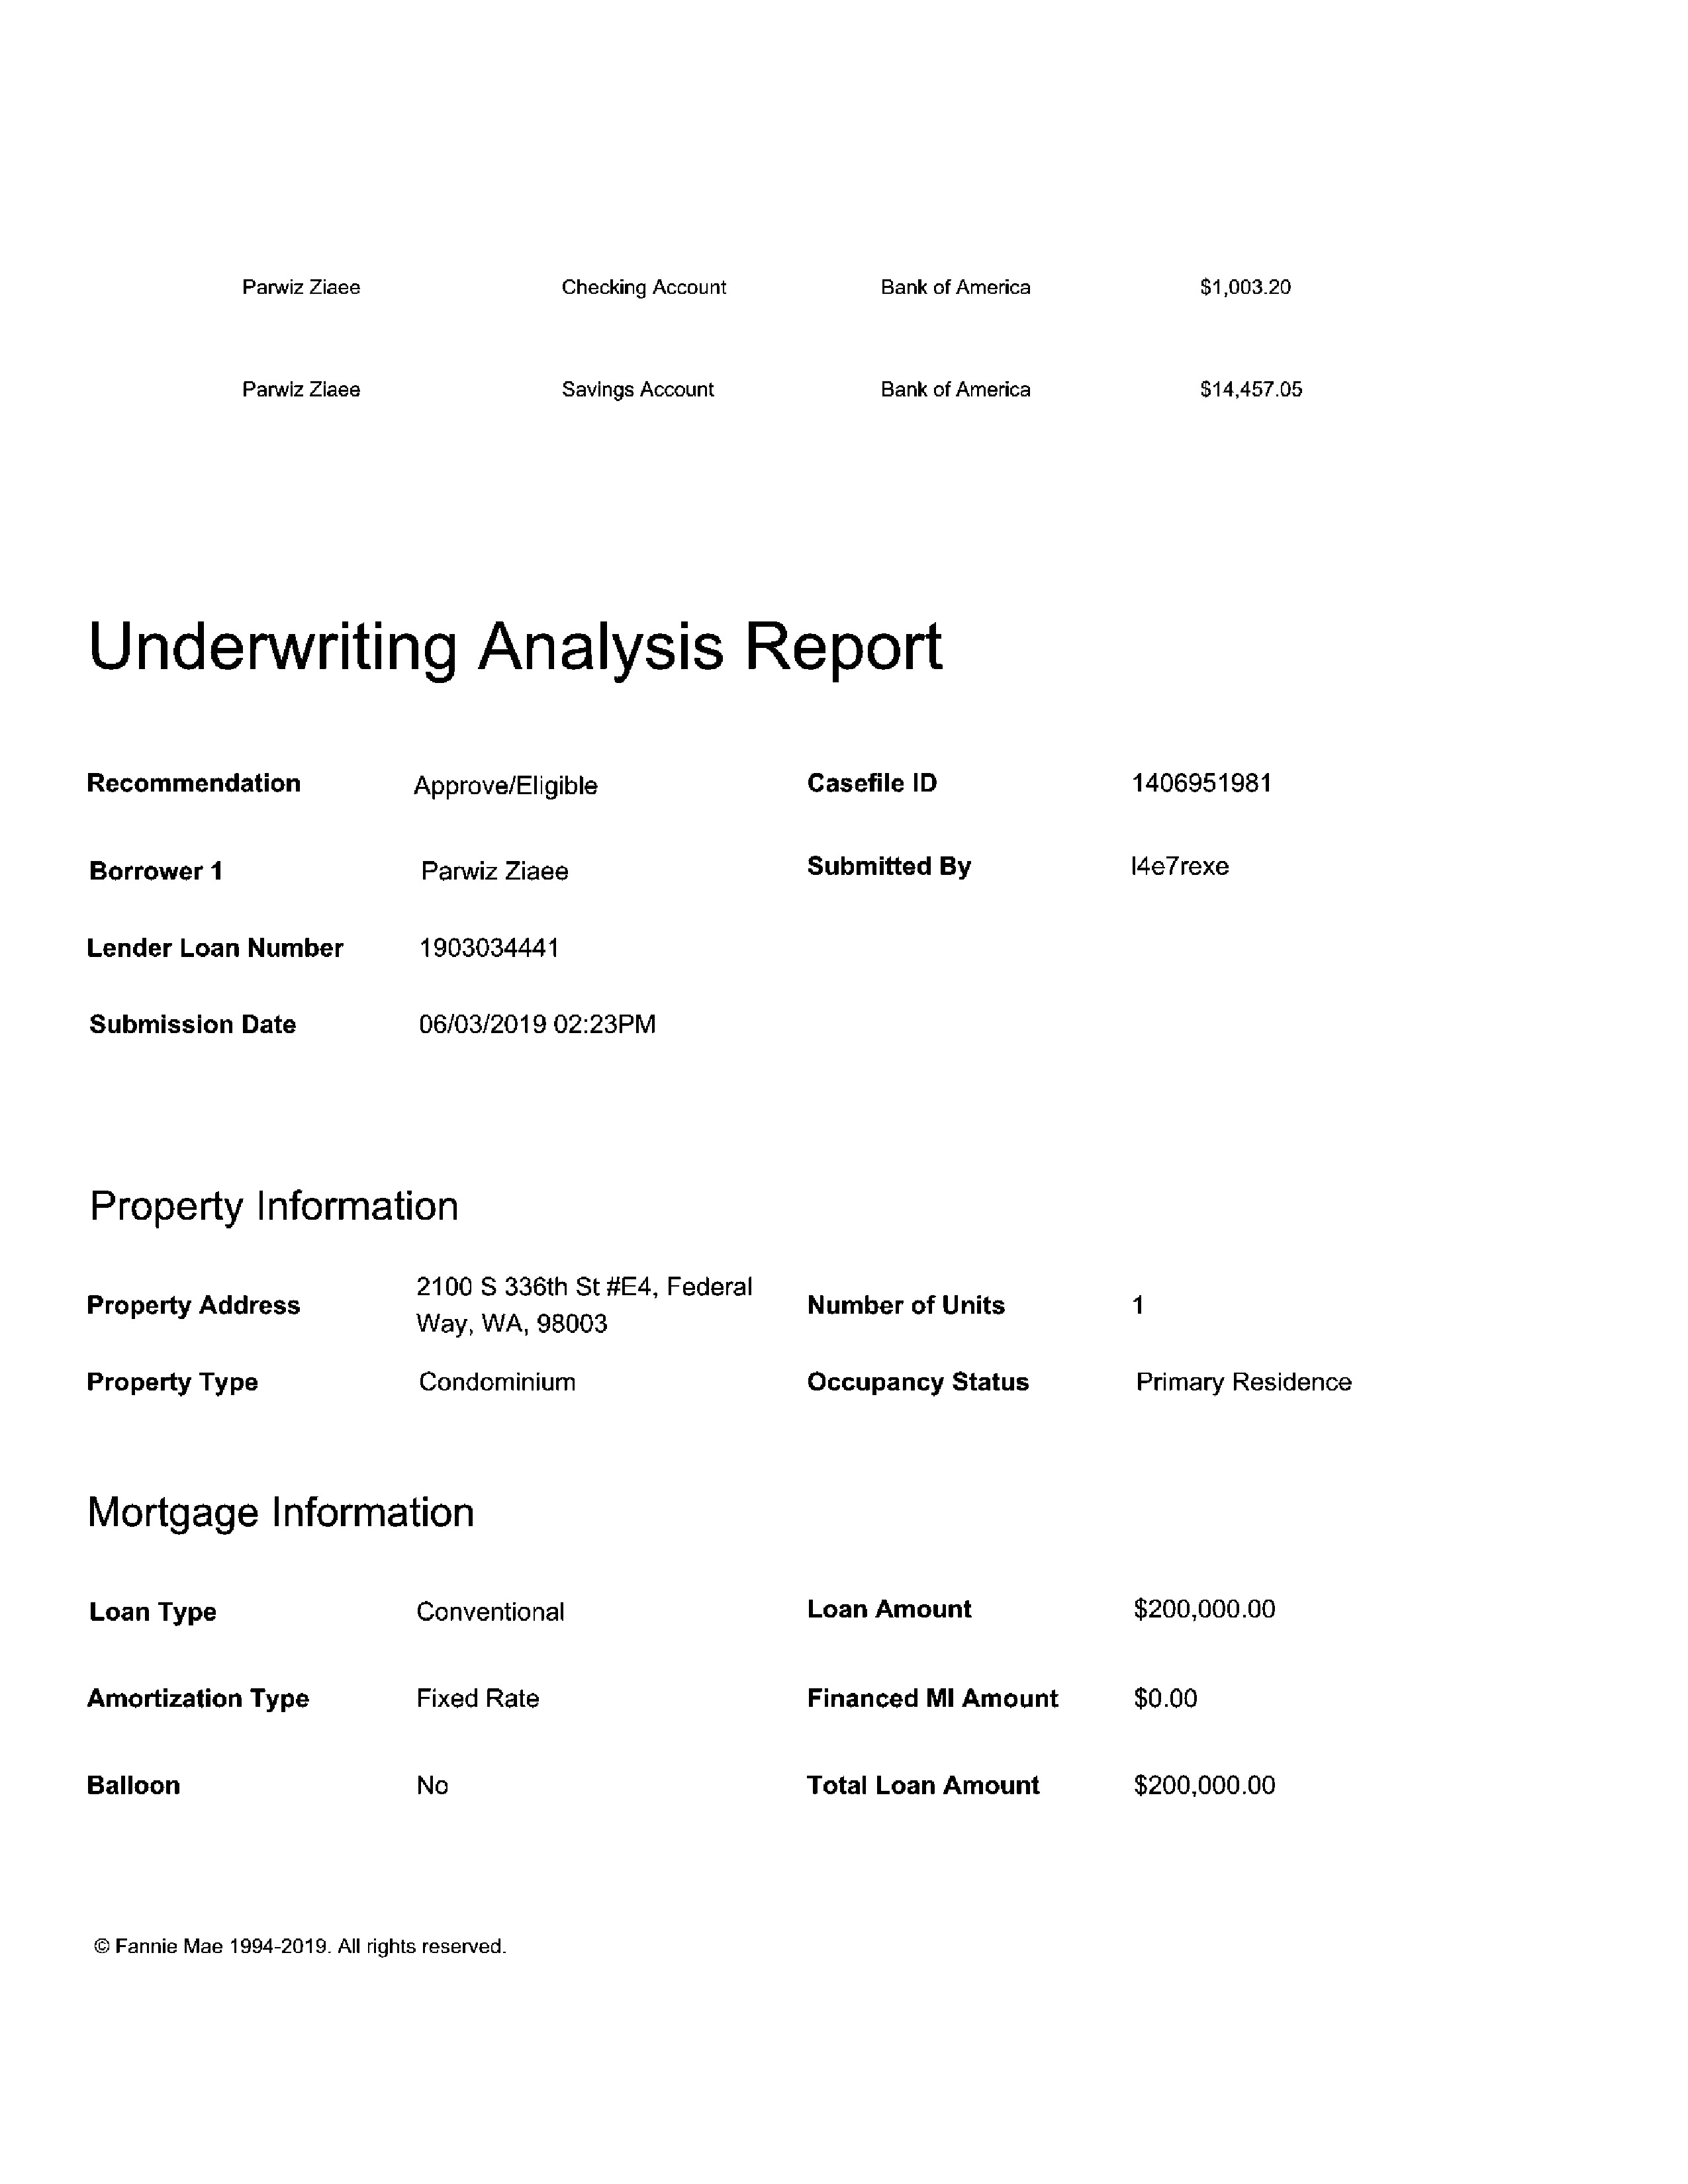 Parwiz Ziaee Checking Account Bank of America $1,003.20
Parwiz Ziaee Savings Account Bank of America $14,457.05
Underwriting Analysis Report
Recommendation Approve/Eligible Casefile ID 1406951981
Borrower 1 Parwiz Ziaee Submitted By l4e7rexe
Lender Loan Number 1903034441
Submission Date 06/03/2019 02:23PM
Property Information
Property Address 2100 S 336th St #E4, Federal
Way, WA, 98003 Number of Units 1
Property Type Condominium Occupancy Status Primary Residence
Mortgage Information
Loan Type Conventional Loan Amount $200,000.00
Amortization Type Fixed Rate Financed MI Amount $0.00
Balloon No Total Loan Amount $200,000.00
© Fannie Mae 1994-2019. All rights reserved.